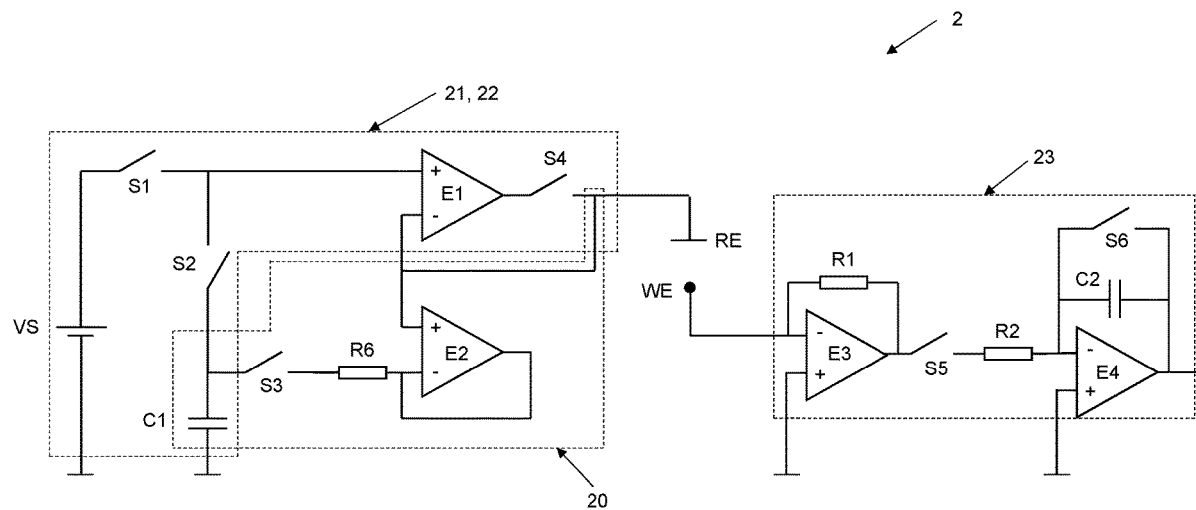 2
21, 22
S1
+
E1
-
S4
23
S2
RE
WE
R1
S6
C2
VS
S3
R6
+
E2
-
-
E3
+
S5
R2
-
E4
+
C1
20